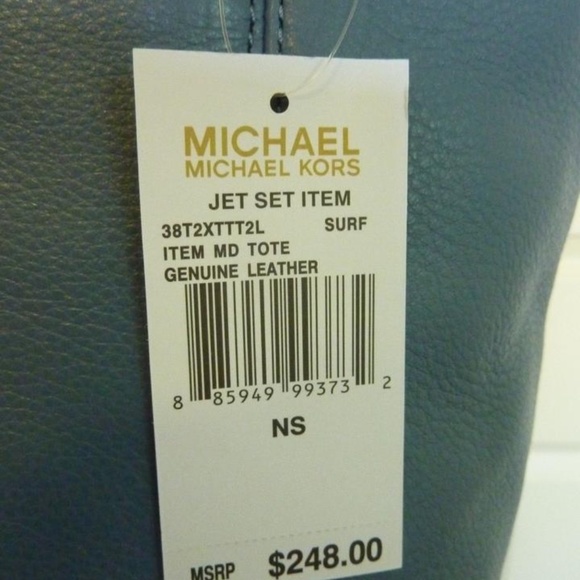 MICHAEL
MICHAEL KORS
JET SET ITEM
38T2XTTT2L SURF
ITEM MD TOTE
GENUINE LEATHER
8 85949 99373 2
NS
MSRP $248.00